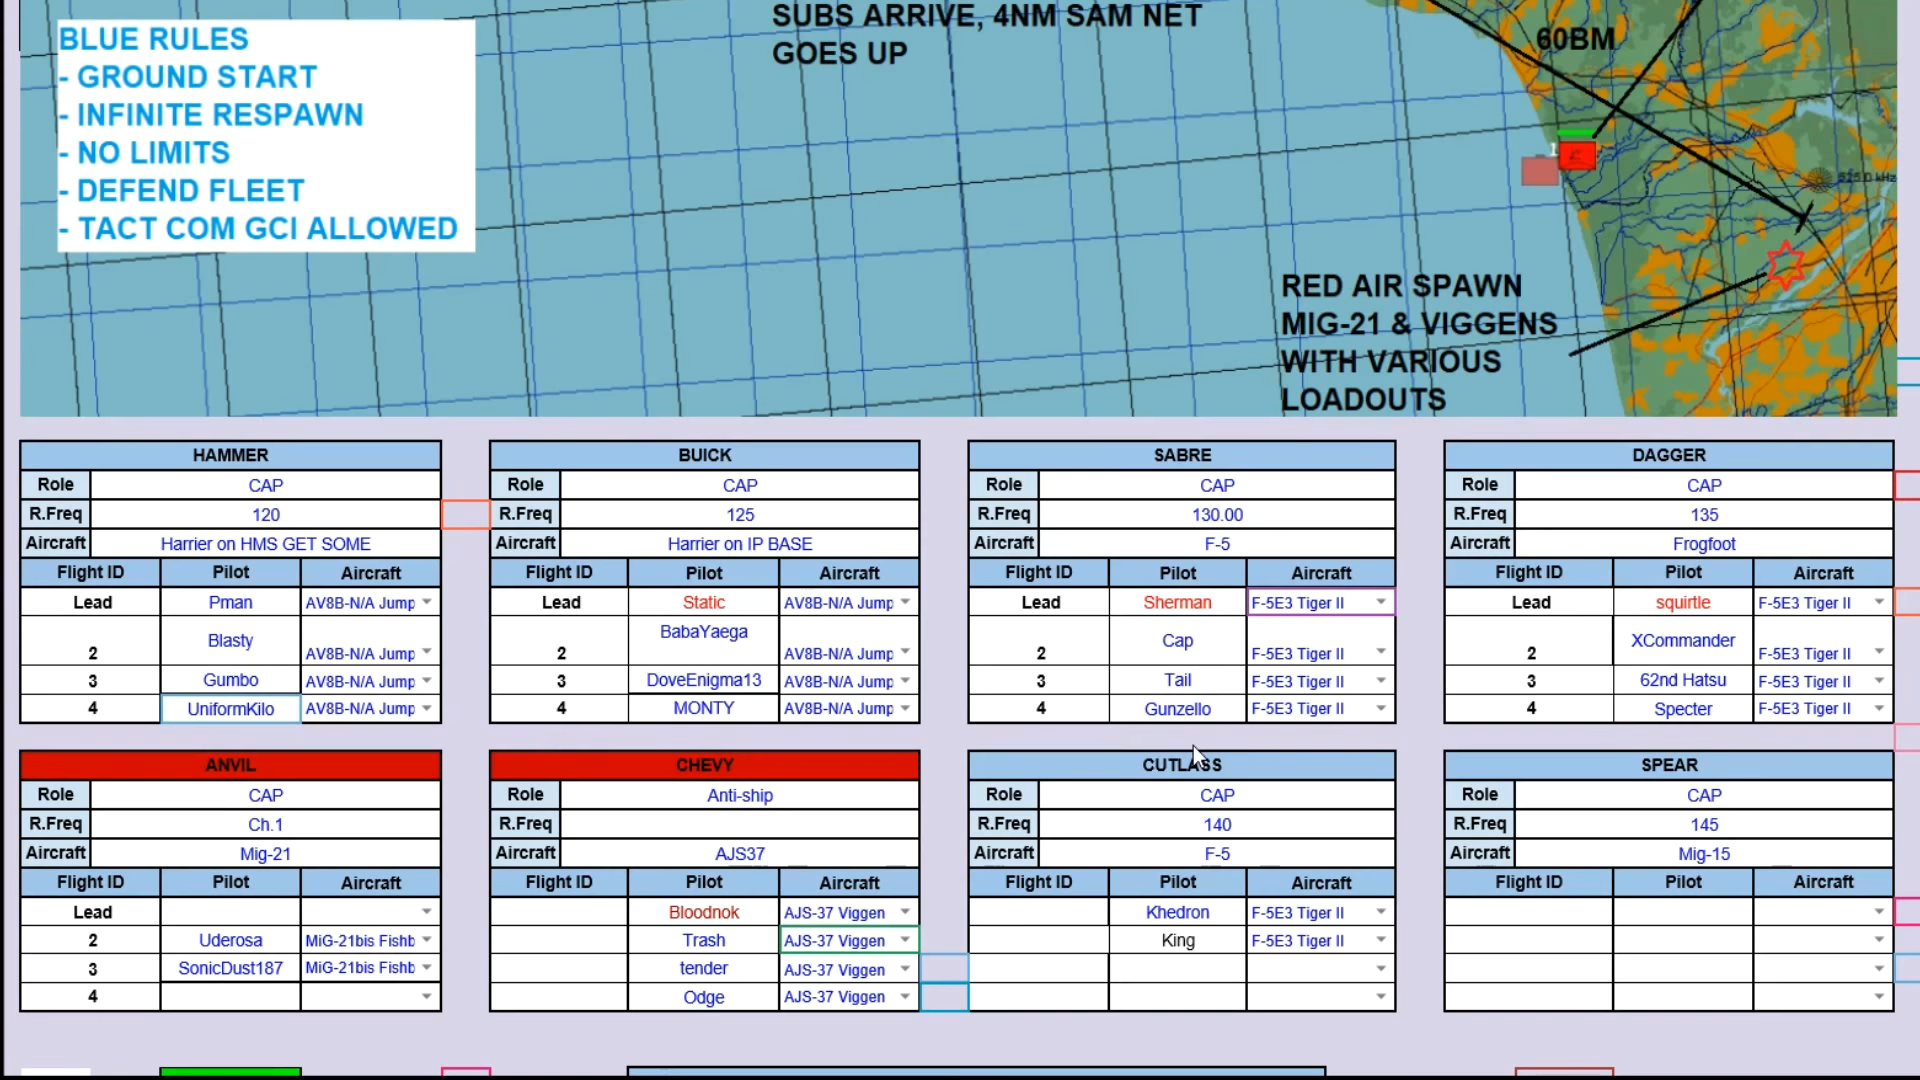 SUBS ARRIVE, 4NM SAM NET
GOES UP
BLUE RULES
- GROUND START
- INFINITE RESPAWN
- NO LIMITS
- DEFEND FLEET
- TACT COM GCI ALLOWED
60BM
RED AIR SPAWN
MIG-21 & VIGGENS
WITH VARIOUS
LOADOUTS
HAMMER
Role CAP
R.Freq 120
Aircraft Harrier on HMS GET SOME
Flight ID Pilot Aircraft
Lead Pman AV8B-N/A Jump
2 Blasty AV8B-N/A Jump
3 Gumbo AV8B-N/A Jump
4 UniformKilo AV8B-N/A Jump
BUICK
Role CAP
R.Freq 125
Aircraft Harrier on IP BASE
Flight ID Pilot Aircraft
Lead Static AV8B-N/A Jump
2 BabaYaega AV8B-N/A Jump
3 DoveEnigma13 AV8B-N/A Jump
4 MONTY AV8B-N/A Jump
SABRE
Role CAP
R.Freq 130.00
Aircraft F-5
Flight ID Pilot Aircraft
Lead Sherman F-5E3 Tiger II
2 Cap F-5E3 Tiger II
3 Tail F-5E3 Tiger II
4 Gunzello F-5E3 Tiger II
DAGGER
Role CAP
R.Freq 135
Aircraft Frogfoot
Flight ID Pilot Aircraft
Lead squirtle F-5E3 Tiger II
2 XCommander F-5E3 Tiger II
3 62nd Hatsu F-5E3 Tiger II
4 Specter F-5E3 Tiger II
ANVIL
Role CAP
R.Freq Ch.1
Aircraft Mig-21
Flight ID Pilot Aircraft
Lead
2 Uderosa MiG-21bis Fishb
3 SonicDust187 MiG-21bis Fishb
4
CHEVY
Role Anti-ship
R.Freq
Aircraft AJS37
Flight ID Pilot Aircraft
Bloodnok AJS-37 Viggen
Trash AJS-37 Viggen
tender AJS-37 Viggen
Odge AJS-37 Viggen
CUTLASS
Role CAP
R.Freq 140
Aircraft F-5
Flight ID Pilot Aircraft
Khedron F-5E3 Tiger II
King F-5E3 Tiger II
SPEAR
Role CAP
R.Freq 145
Aircraft Mig-15
Flight ID Pilot Aircraft